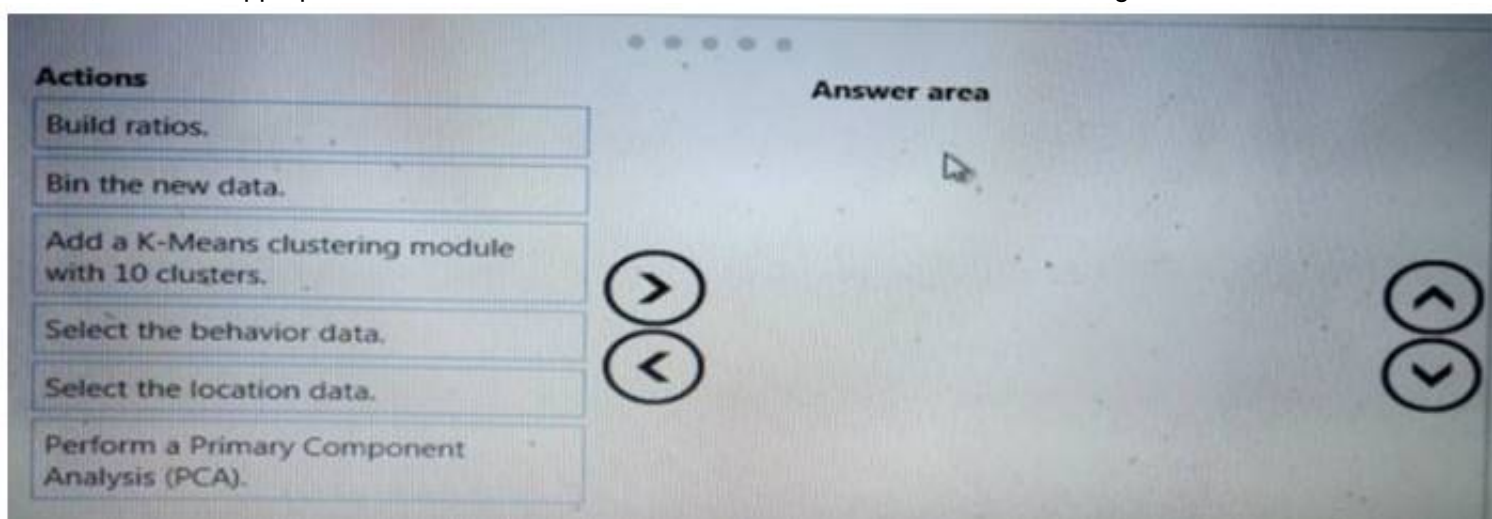 Actions
Answer area
Build ratios.
Bin the new data.
Add a K-Means clustering module
with 10 clusters.
Select the behavior data.
Select the location data.
Perform a Primary Component
Analysis (PCA).